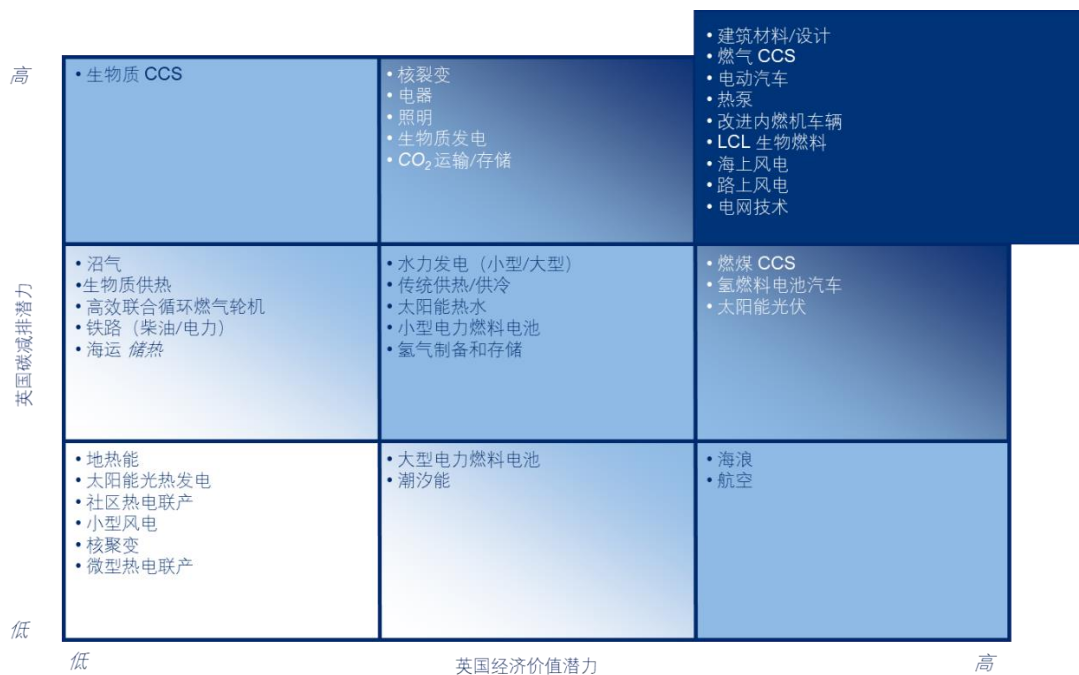 高
• 生物质 CCS
• 核裂变
• 电器
• 照明
• 生物质发电
• CO₂ 运输/存储
• 建筑材料/设计
• 燃气 CCS
• 电动汽车
• 热泵
• 改进内燃机车辆
• LCL 生物燃料
• 海上风电
• 路上风电
• 电网技术
英国碳减排潜力
• 沼气
•生物质供热
• 高效联合循环燃气轮机
• 铁路（柴油/电力）
• 海运 储热
• 水力发电（小型/大型）
• 传统供热/供冷
• 太阳能热水
• 小型电力燃料电池
• 氢气制备和存储
• 燃煤 CCS
• 氢燃料电池汽车
• 太阳能光伏
• 地热能
• 太阳能光热发电
• 社区热电联产
• 小型风电
• 核聚变
• 微型热电联产
• 大型电力燃料电池
• 潮汐能
• 海浪
• 航空
低
低
英国经济价值潜力
高